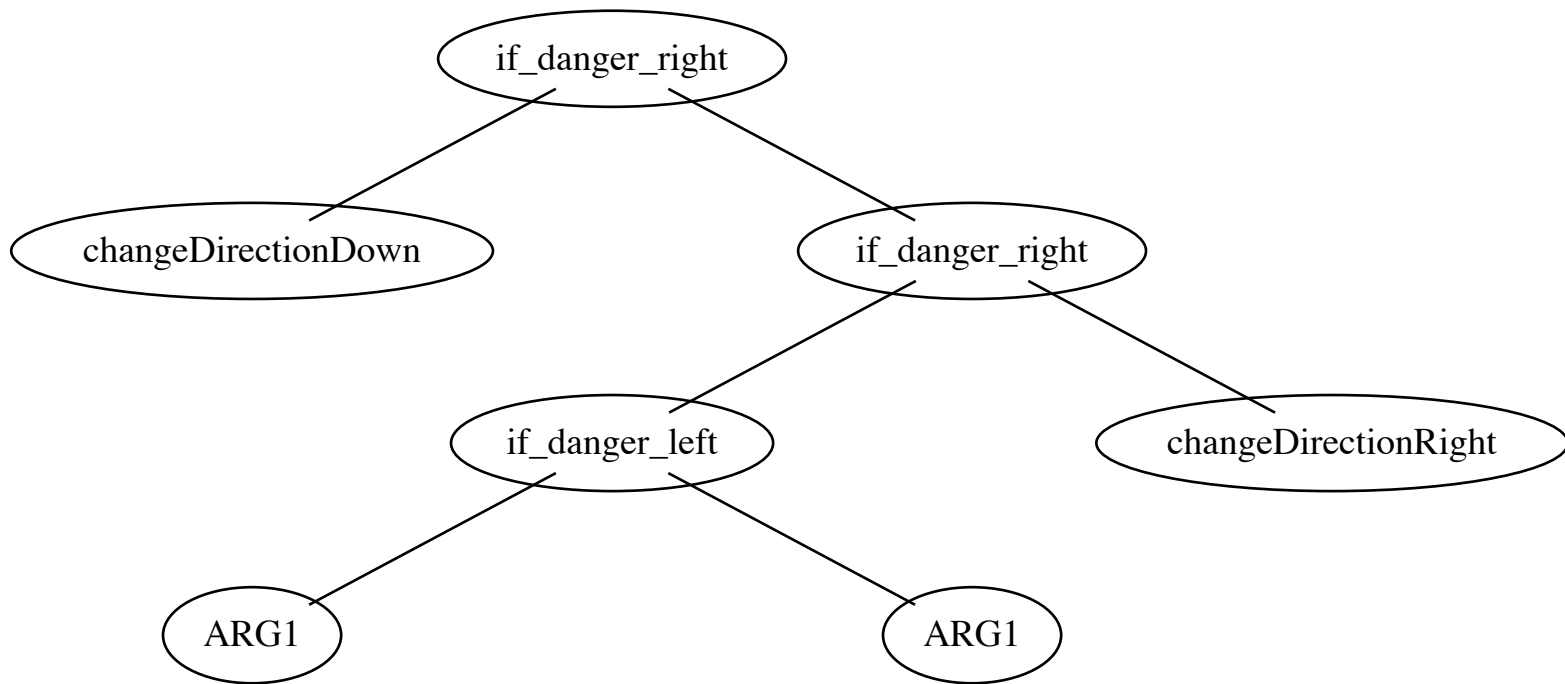 if_danger_right
changeDirectionDown
if_danger_right
if_danger_left
changeDirectionRight
ARG1
ARG1